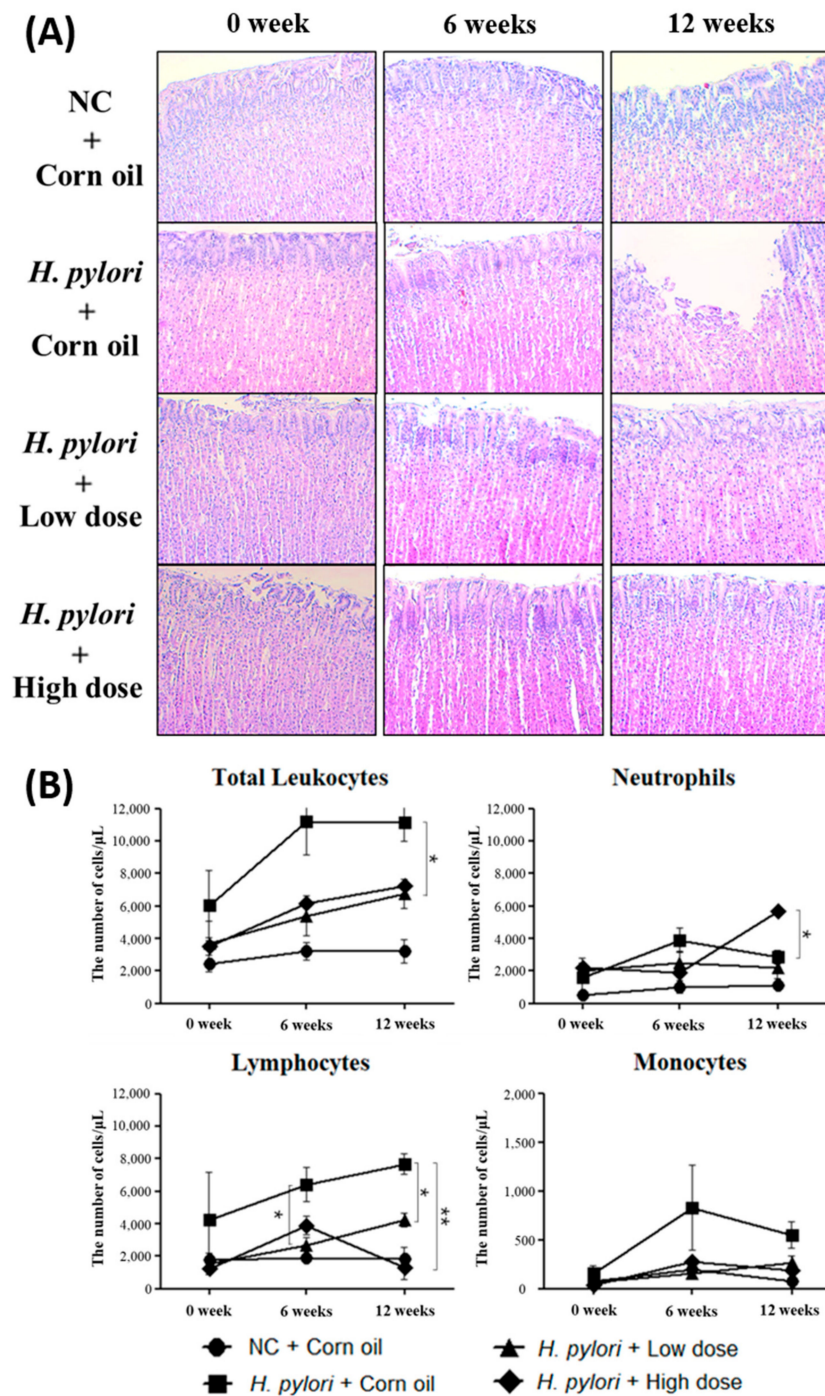 (A)
0 week 6 weeks 12 weeks
NC
+
Corn oil
H. pylori
+
Corn oil
H. pylori
+
Low dose
H. pylori
+
High dose
(B)
Total Leukocytes
The number of cells/µL
12,000
10,000
8,000
6,000
4,000
2,000
0
*
0 week 6 weeks 12 weeks
Neutrophils
The number of cells/µL
12,000
10,000
8,000
6,000
4,000
2,000
0
*
0 week 6 weeks 12 weeks
Lymphocytes
The number of cells/µL
12,000
10,000
8,000
6,000
4,000
2,000
0
*
*
**
0 week 6 weeks 12 weeks
Monocytes
The number of cells/µL
2,000
1,500
1,000
500
0
0 week 6 weeks 12 weeks
NC + Corn oil
H. pylori + Corn oil
H. pylori + Low dose
H. pylori + High dose